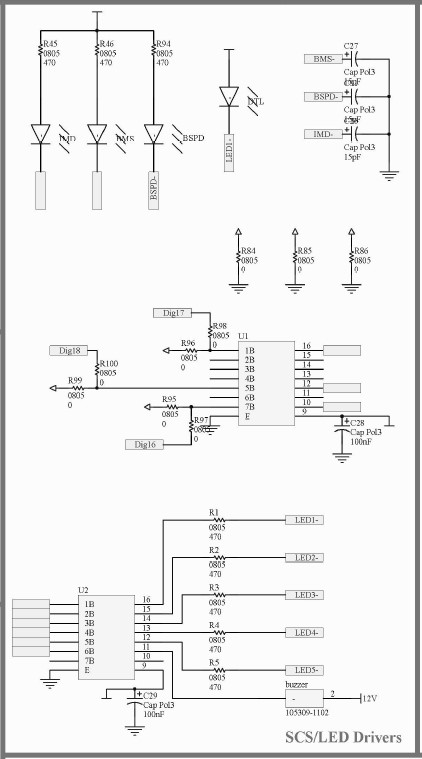 R45
0805
470
R46
0805
470
R94
0805
470
IMD
BMS
BSPD
BSPD-
DTL
LED1-
C27
BMS-
Cap Pol3
15pF
BSPD-
Cap Pol3
15pF
IMD-
Cap Pol3
15pF
R84
0805
0
R85
0805
0
R86
0805
0
Dig17
R98
0805
0
U1
R96
0805
0
Dig18
R100
0805
0
R99
0805
0
R95
0805
0
R97
0805
0
Dig16
1B
2B
3B
4B
5B
6B
7B
E
16
15
14
13
12
11
10
9
C28
Cap Pol3
100nF
R1
0805
470
LED1-
R2
0805
470
LED2-
R3
0805
470
LED3-
R4
0805
470
LED4-
R5
0805
470
LED5-
U2
1B
2B
3B
4B
5B
6B
7B
E
16
15
14
13
12
11
10
9
C29
Cap Pol3
100nF
buzzer
-
2
12V
105309-1102
SCS/LED Drivers